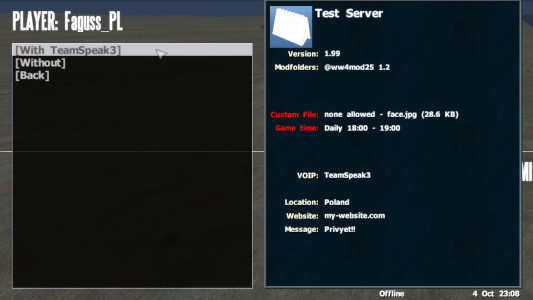 PLAYER: Faguss_PL
[With TeamSpeak3]
[Without]
[Back]
Test Server
Version: 1.99
Modfolders: @ww4mod25 1.2
Custom File: none allowed - face.jpg (28.6 KB)
Game time: Daily 18:00 - 19:00
VOIP: TeamSpeak3
Location: Poland
Website: my-website.com
Message: Privyet!!
Offline 4 Oct 23:08